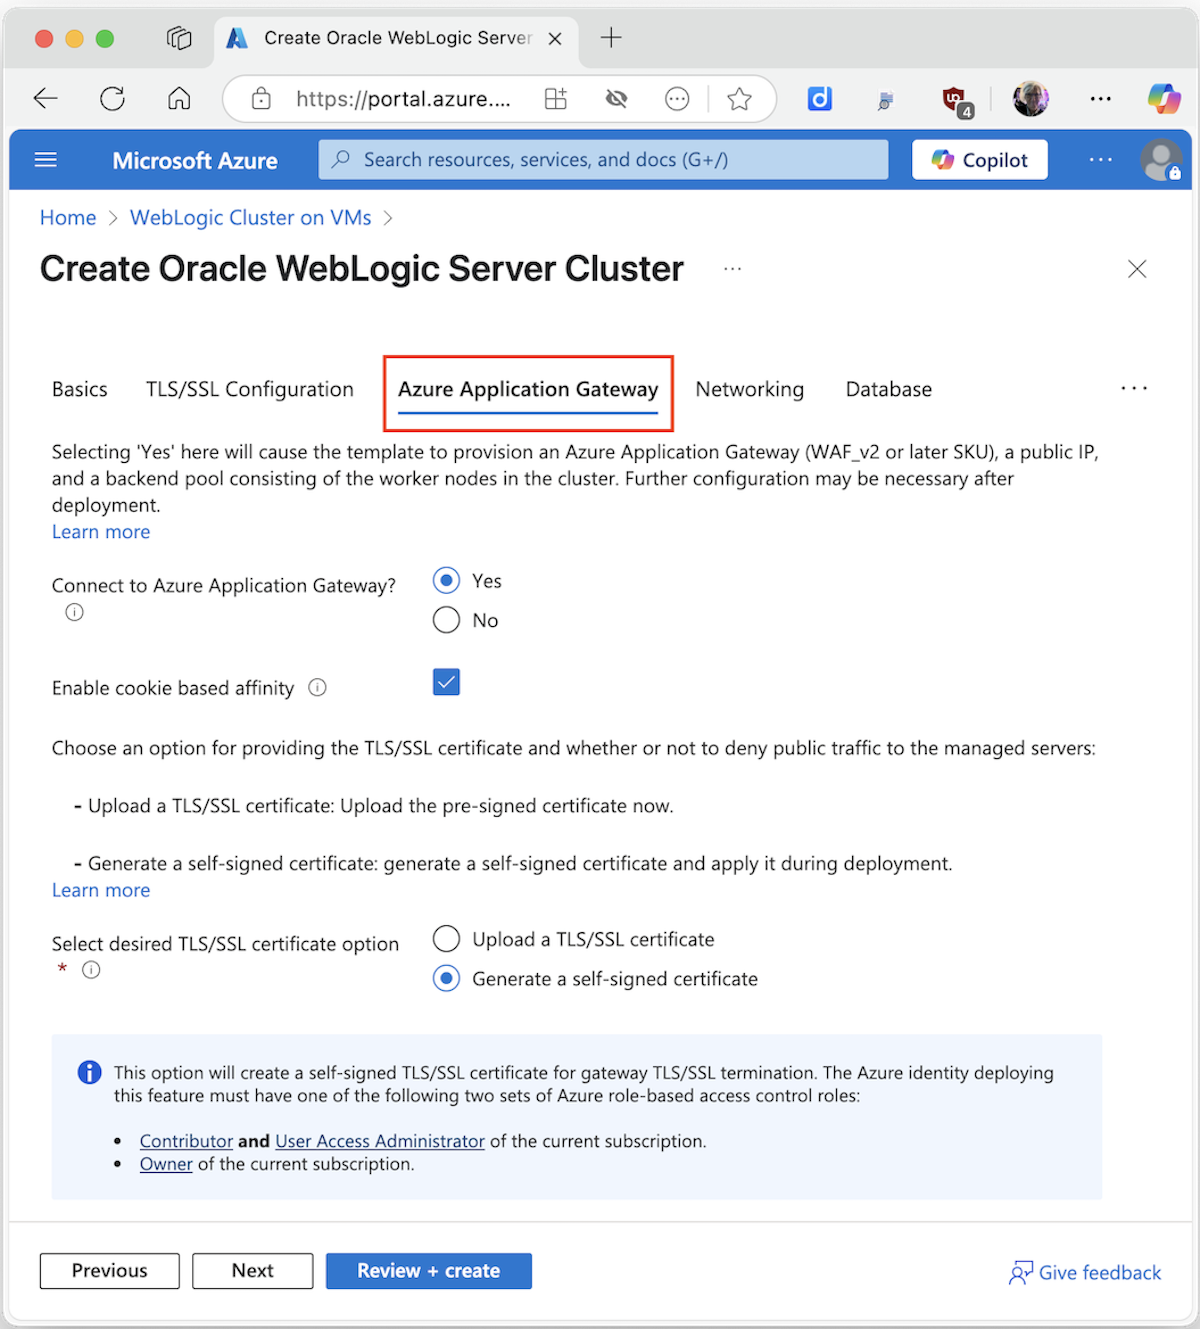 Create Oracle WebLogic Server
https://portal.azure....
4
Microsoft Azure
Search resources, services, and docs (G+/)
Copilot
Home > WebLogic Cluster on VMs >
Create Oracle WebLogic Server Cluster
Basics TLS/SSL Configuration Azure Application Gateway Networking Database
Selecting 'Yes' here will cause the template to provision an Azure Application Gateway (WAF_v2 or later SKU), a public IP,
and a backend pool consisting of the worker nodes in the cluster. Further configuration may be necessary after
deployment.
Learn more
Connect to Azure Application Gateway?
Yes
No
Enable cookie based affinity
Choose an option for providing the TLS/SSL certificate and whether or not to deny public traffic to the managed servers:
- Upload a TLS/SSL certificate: Upload the pre-signed certificate now.
- Generate a self-signed certificate: generate a self-signed certificate and apply it during deployment.
Learn more
Select desired TLS/SSL certificate option
*
Upload a TLS/SSL certificate
Generate a self-signed certificate
This option will create a self-signed TLS/SSL certificate for gateway TLS/SSL termination. The Azure identity deploying
this feature must have one of the following two sets of Azure role-based access control roles:
• Contributor and User Access Administrator of the current subscription.
• Owner of the current subscription.
Previous
Next
Review + create
Give feedback